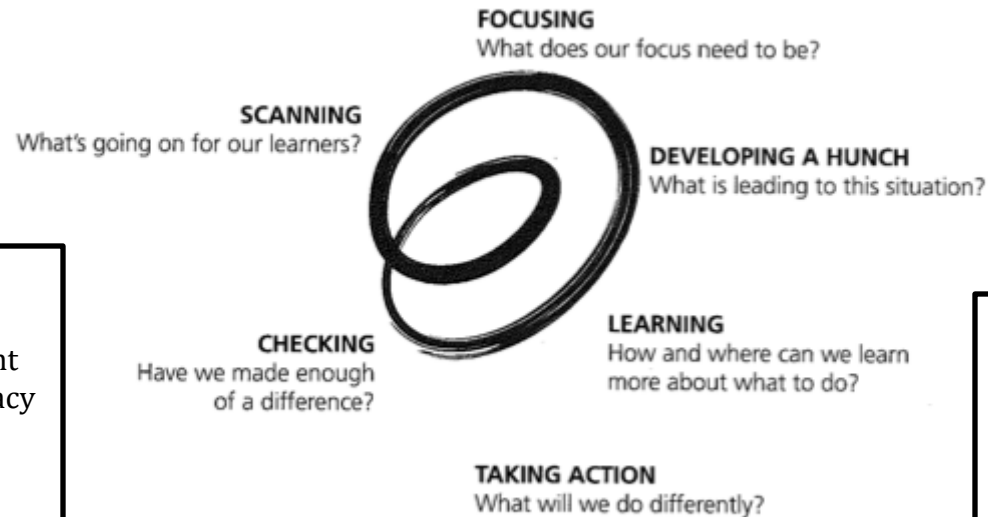 FOCUSING
What does our focus need to be?
SCANNING
What's going on for our learners?
DEVELOPING A HUNCH
What is leading to this situation?
LEARNING
How and where can we learn
more about what to do?
CHECKING
Have we made enough
of a difference?
TAKING ACTION
What will we do differently?